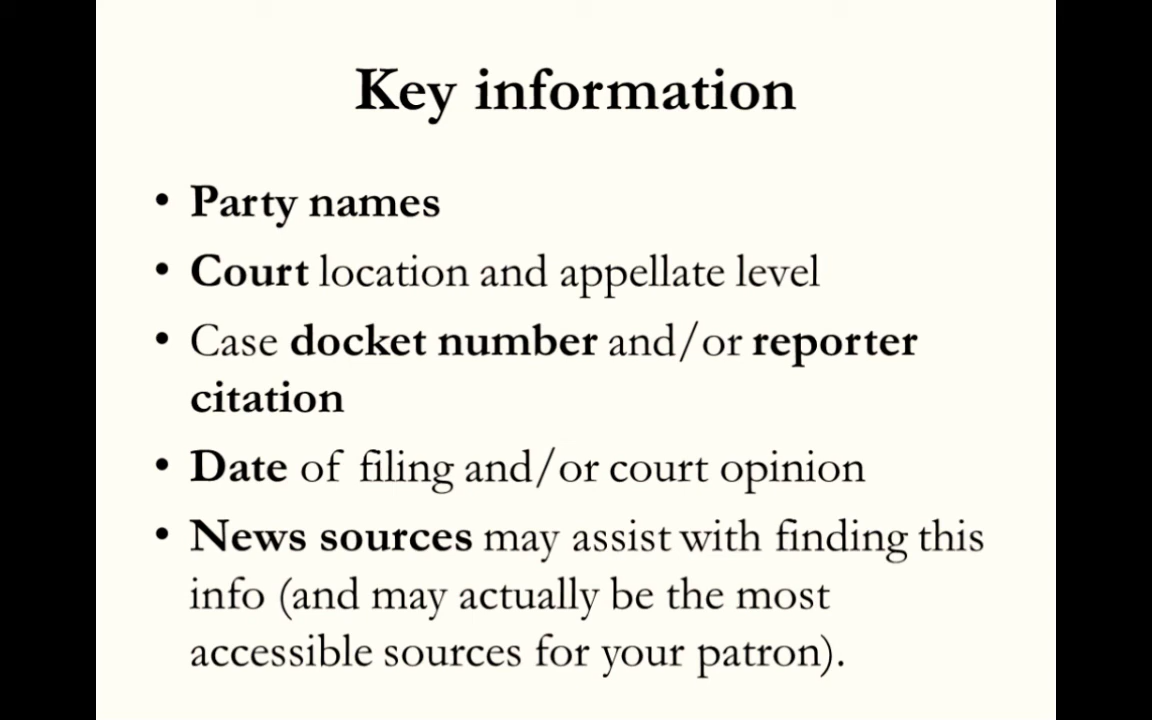 Key information
• Party names
• Court location and appellate level
• Case docket number and/or reporter
citation
• Date of filing and/or court opinion
• News sources may assist with finding this
info (and may actually be the most
accessible sources for your patron).